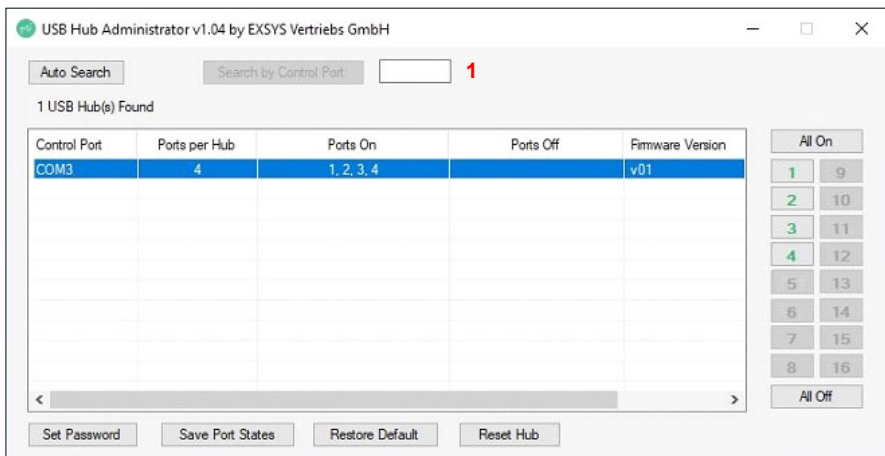 USB Hub Administrator v1.04 by EXSYS Vertriebs GmbH
Auto Search Search by Control Port: 1
1 USB Hub(s) Found
Control Port Ports per Hub Ports On Ports Off Firmware Version
COM3 4 1, 2, 3, 4 v01
All On
1 9
2 10
3 11
4 12
5 13
6 14
7 15
8 16
All Off
Set Password Save Port States Restore Default Reset Hub